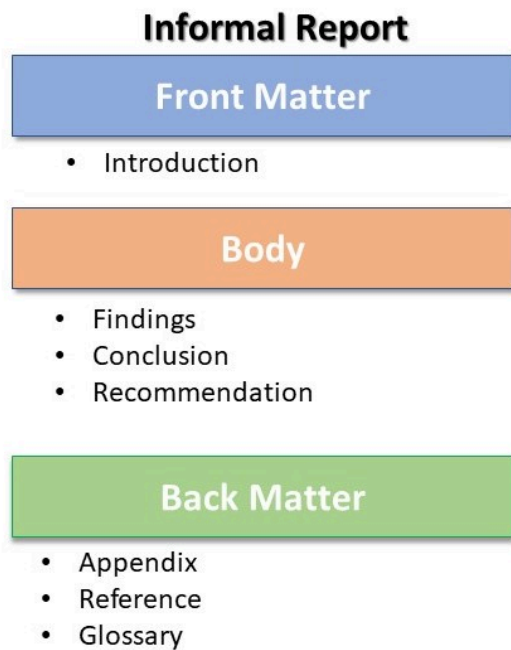 Informal Report
Front Matter
• Introduction
Body
• Findings
• Conclusion
• Recommendation
Back Matter
• Appendix
• Reference
• Glossary